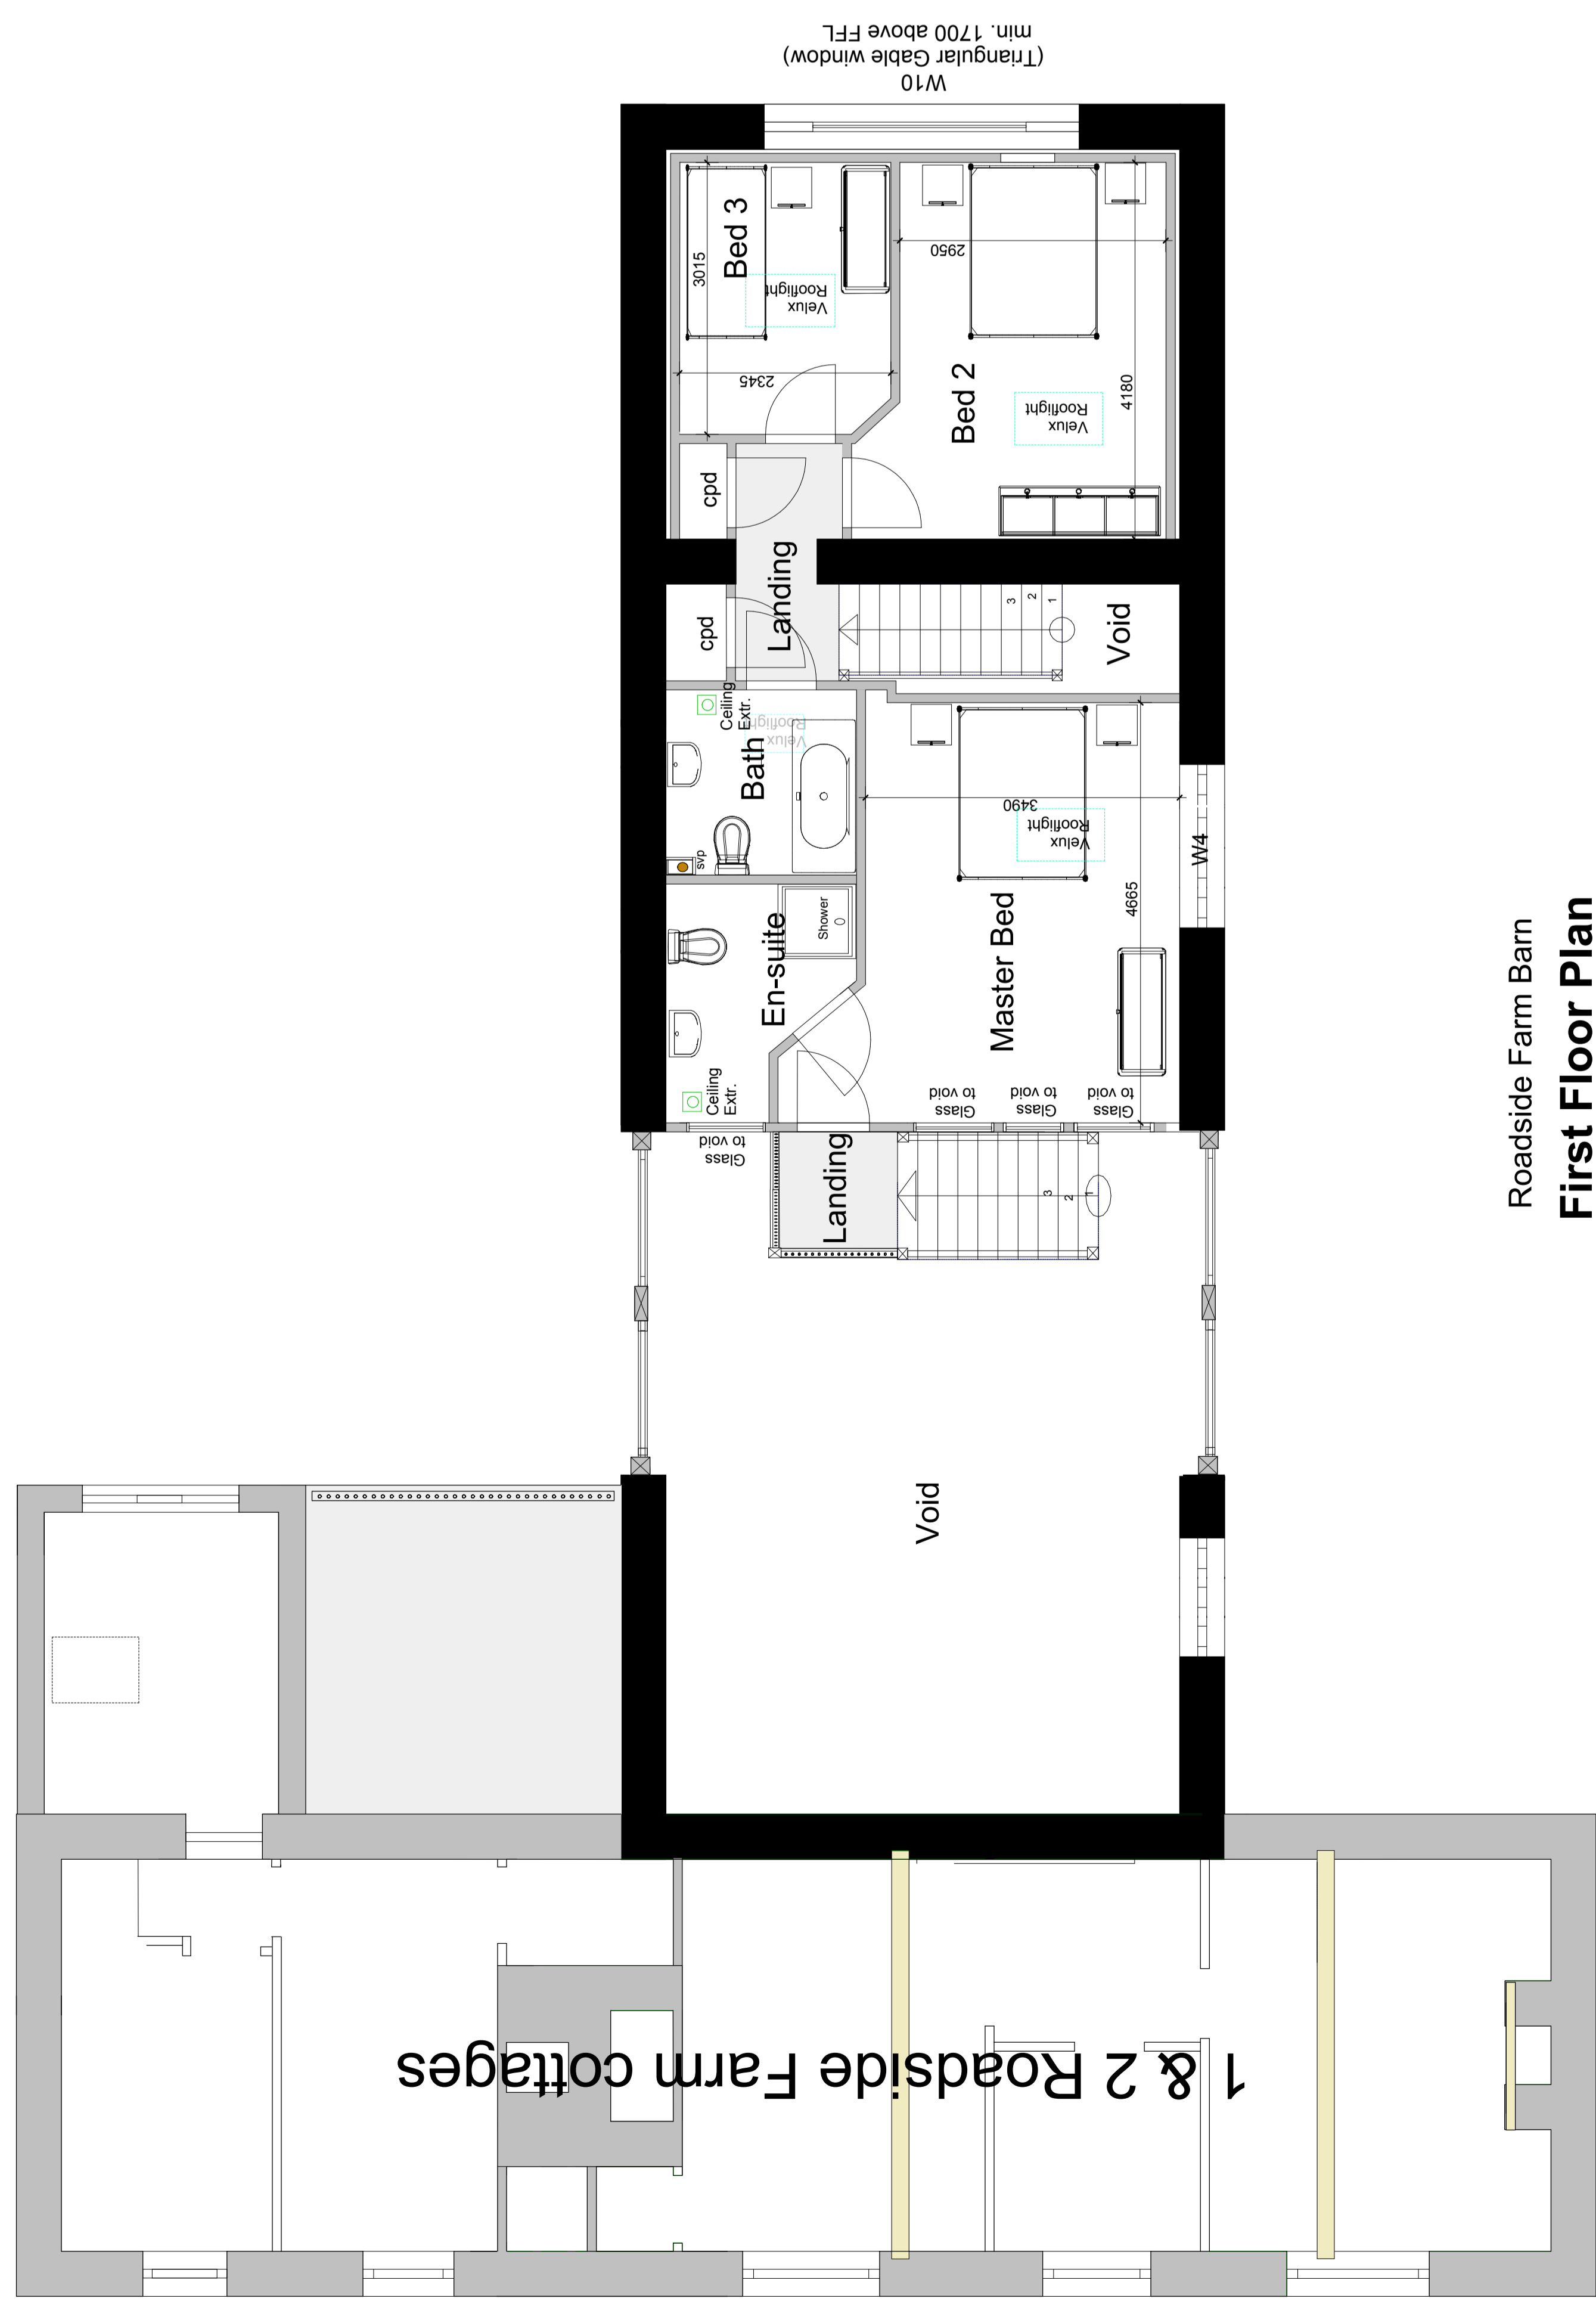 W10
(Triangular Gable window)
min. 1700 above FFL
Bed 3
3015
2345
Velux
Rooflight
2950
Bed 2
4180
Velux
Rooflight
cpd
Landing
cpd
3
2
1
Void
Ceiling
Extr.
Velux
Rooflight
Bath
svp
3490
Velux
Rooflight
W4
4665
Master Bed
En-suite
Shower
Ceiling
Extr.
Glass
to void
Glass
to void
Glass
to void
Glass
to void
Landing
3
2
1
Void
Roadside Farm Barn
First Floor Plan
1 & 2 Roadside Farm cottages